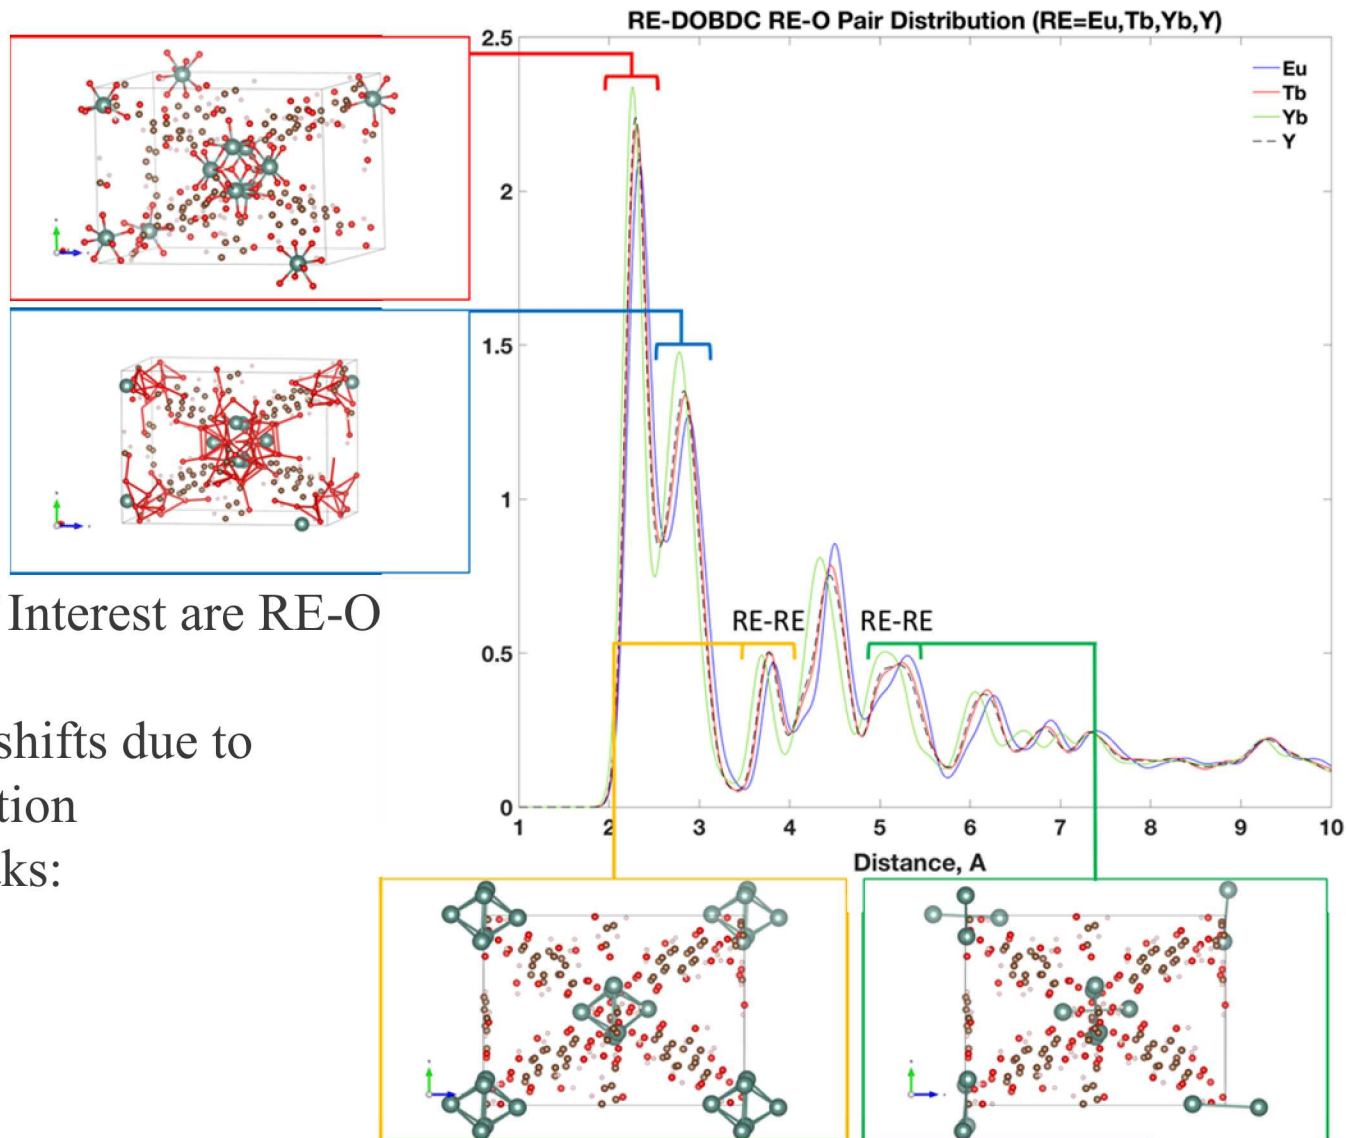 RE-DOBDC RE-O Pair Distribution (RE=Eu,Tb,Yb,Y)
2.5
2
1.5
1
0.5
0
Eu
Tb
Yb
Y
RE-RE
RE-RE
1 2 3 4 5 6 7 8 9 10
Distance, A
Interest are RE-O
shifts due to
tion
ks: